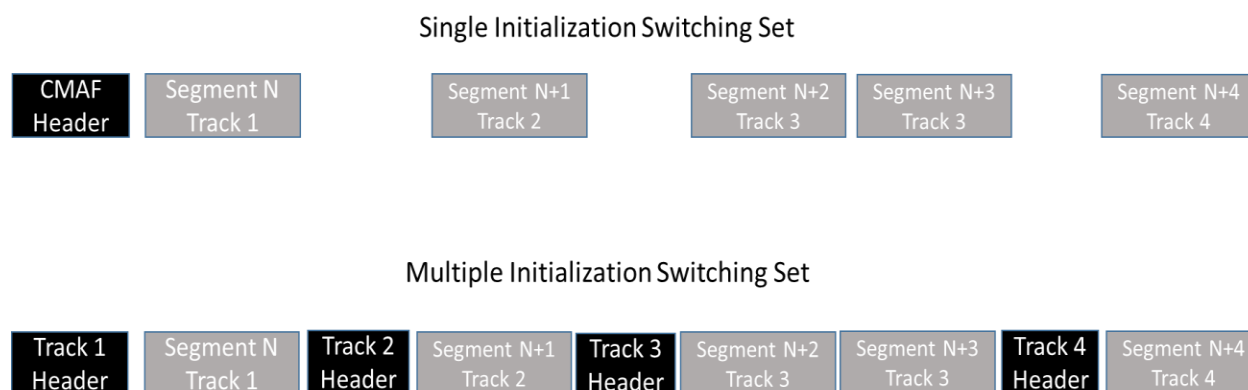 Single Initialization Switching Set
CMAF Header
Segment N Track 1
Segment N+1 Track 2
Segment N+2 Track 3
Segment N+3 Track 3
Segment N+4 Track 4
Multiple Initialization Switching Set
Track 1 Header
Segment N Track 1
Track 2 Header
Segment N+1 Track 2
Track 3 Header
Segment N+2 Track 3
Segment N+3 Track 3
Track 4 Header
Segment N+4 Track 4